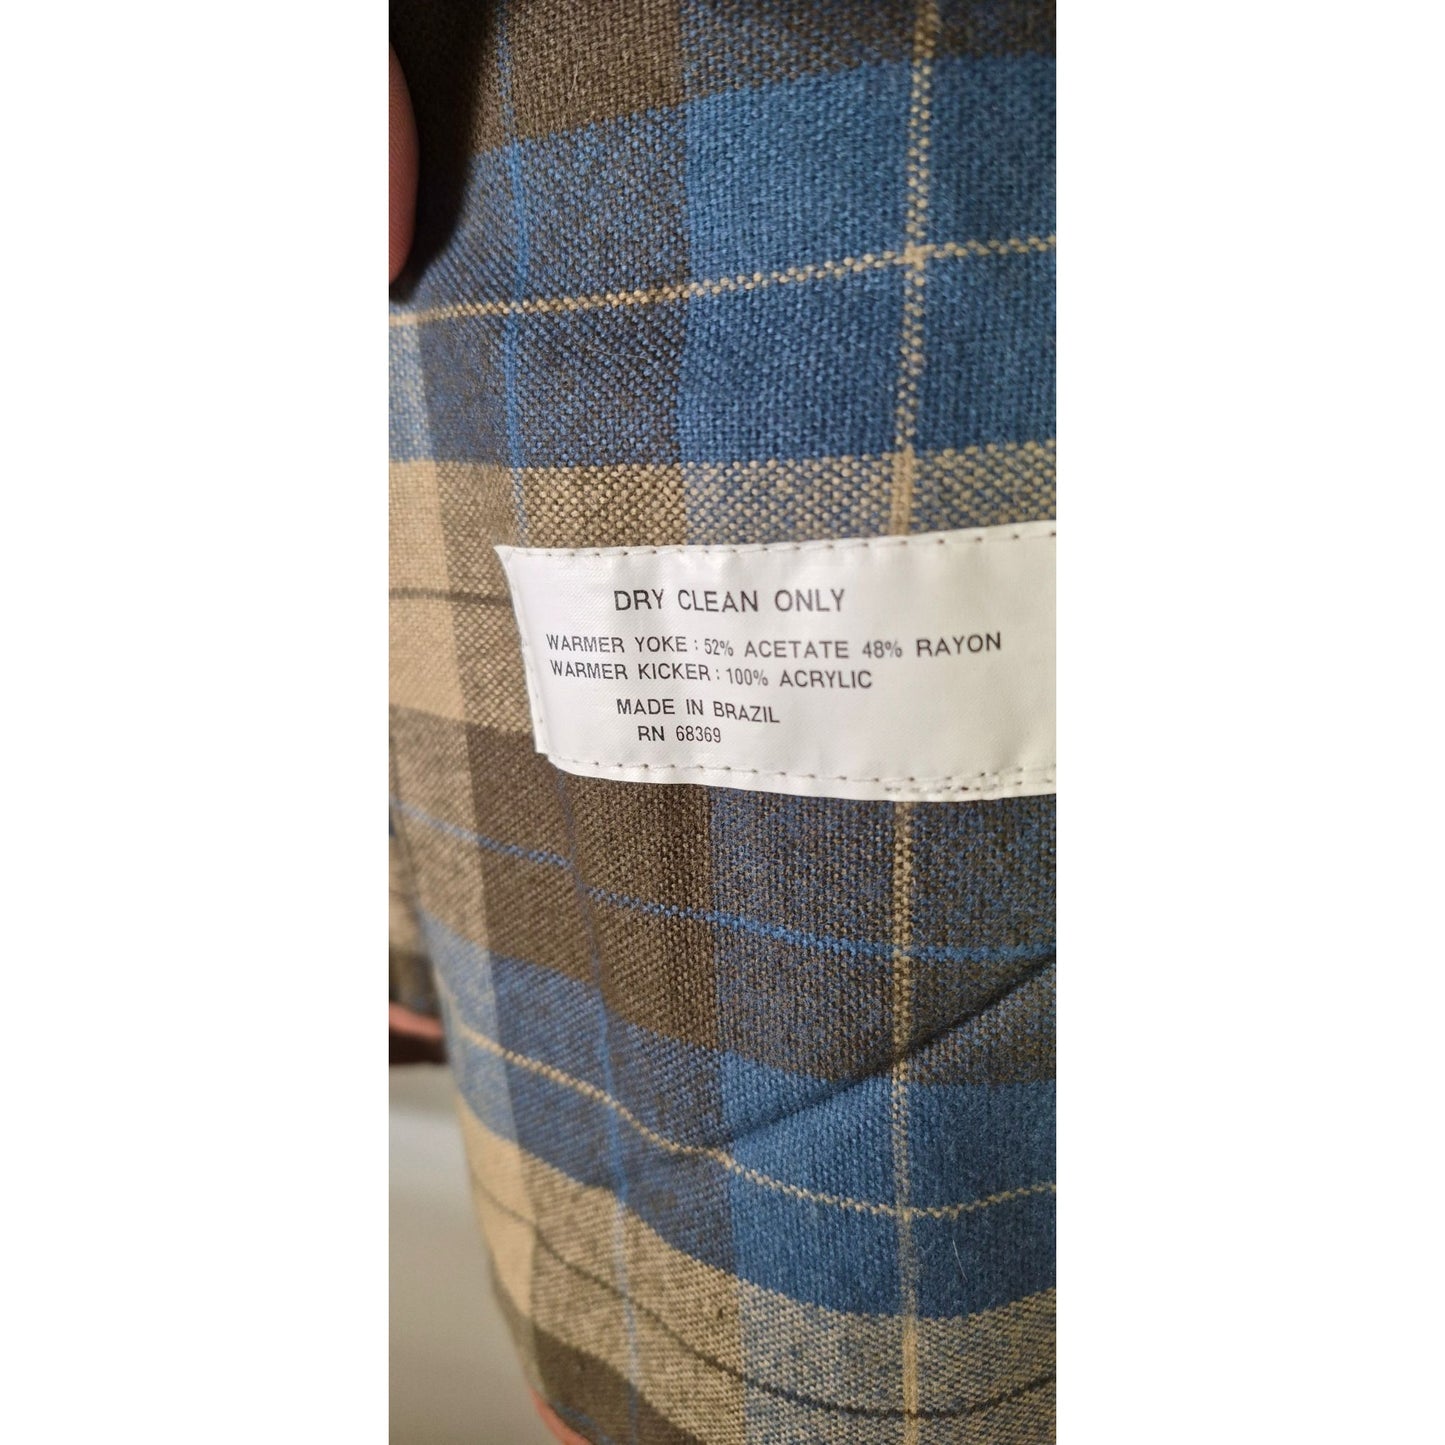 DRY CLEAN ONLY
WARMER YOKE : 52% ACETATE 48% RAYON
WARMER KICKER : 100% ACRYLIC
MADE IN BRAZIL
RN 68369